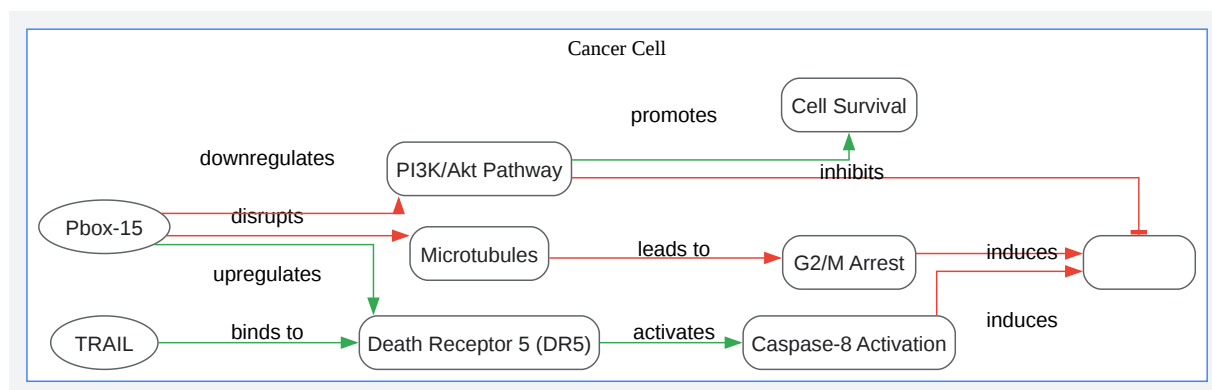 Cancer Cell
Cell Survival
promotes
downregulates
PI3K/Akt Pathway
inhibits
Pbox-15
disrupts
Microtubules
leads to
G2/M Arrest
induces
upregulates
TRAIL
binds to
Death Receptor 5 (DR5)
activates
Caspase-8 Activation
induces